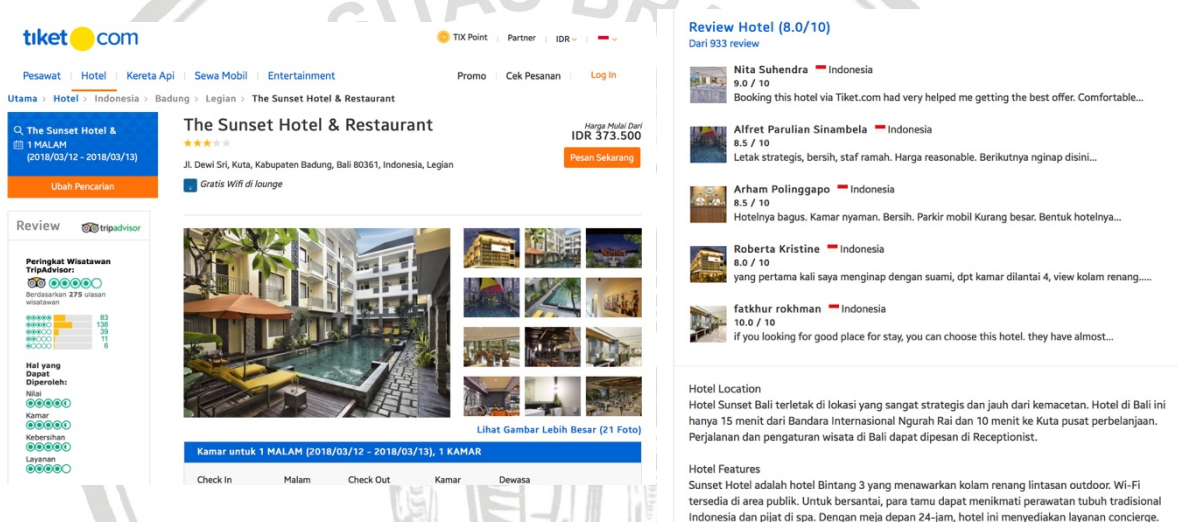 tiket com
TIX Point | Partner | IDR
Pesawat | Hotel | Kereta Api | Sewa Mobil | Entertainment
Promo Cek Pesanan Log In
Utama > Hotel > Indonesia > Badung > Legian > The Sunset Hotel & Restaurant
The Sunset Hotel &
1 MALAM
(2018/03/12 - 2018/03/13)
Ubah Pencarian
The Sunset Hotel & Restaurant
Jl. Dewi Sri, Kuta, Kabupaten Badung, Bali 80361, Indonesia, Legian
Gratis Wifi di lounge
Harga Mulai Dari
IDR 373.500
Pesan Sekarang
Review tripadvisor
Peringkat Wisatawan
TripAdvisor:
Berdasarkan 275 ulasan
wisatawan
83
136
39
11
6
Hal yang
Dapat
Diperoleh:
Nilai
Kamar
Kebersihan
Layanan
Lihat Gambar Lebih Besar (21 Foto)
Kamar untuk 1 MALAM (2018/03/12 - 2018/03/13), 1 KAMAR
Check In Malam Check Out Kamar Dewasa
Review Hotel (8.0/10)
Dari 933 review
Nita Suhendra Indonesia
9.0 / 10
Booking this hotel via Tiket.com had very helped me getting the best offer. Comfortable...
Alfret Parulian Sinambela Indonesia
8.5 / 10
Letak strategis, bersih, staf ramah. Harga reasonable. Berikutnya nginap disini...
Arham Polinggapo Indonesia
8.5 / 10
Hotelnya bagus. Kamar nyaman. Bersih. Parkir mobil Kurang besar. Bentuk hotelnya...
Roberta Kristine Indonesia
8.0 / 10
yang pertama kali saya menginap dengan suami, dpt kamar dilantai 4, view kolam renang.....
fatkhur rokhman Indonesia
10.0 / 10
if you looking for good place for stay, you can choose this hotel. they have almost...
Hotel Location
Hotel Sunset Bali terletak di lokasi yang sangat strategis dan jauh dari kemacetan. Hotel di Bali ini
hanya 15 menit dari Bandara Internasional Ngurah Rai dan 10 menit ke Kuta pusat perbelanjaan.
Perjalanan dan pengaturan wisata di Bali dapat dipesan di Receptionist.
Hotel Features
Sunset Hotel adalah hotel Bintang 3 yang menawarkan kolam renang lintasan outdoor. Wi-Fi
tersedia di area publik. Untuk bersantai, para tamu dapat menikmati perawatan tubuh tradisional
Indonesia dan pijat di spa. Dengan meja depan 24-jam, hotel ini menyediakan layanan concierge.